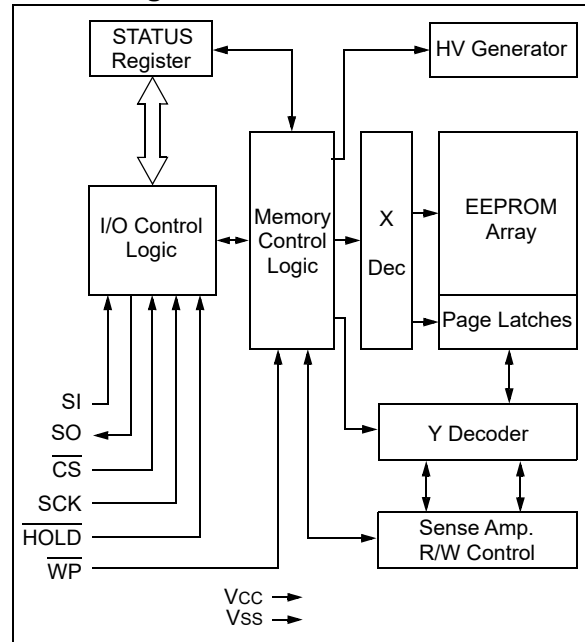 STATUS
Register
HV Generator
I/O Control
Logic
Memory
Control
Logic
X
Dec
EEPROM
Array
Page Latches
Y Decoder
Sense Amp.
R/W Control
SI
SO
CS
SCK
HOLD
WP
VCC
VSS